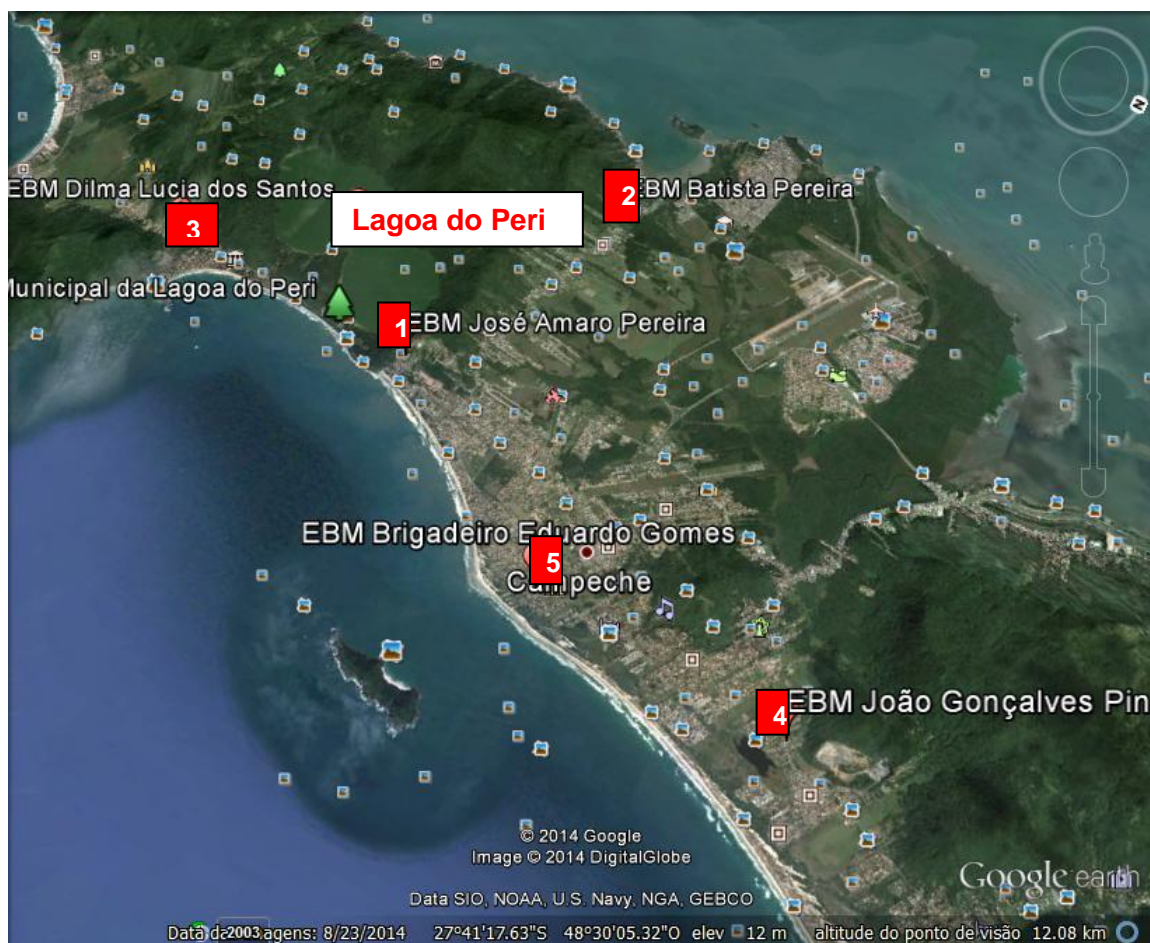 N
EBM Dilma Lucia dos Santos
2
EBM Batista Pereira
Lagoa do Peri
3
Municipal da Lagoa do Peri
1
EBM José Amaro Pereira
EBM Brigadeiro Eduardo Gomes
5
Campeche
EBM João Gonçalves Pin
4
© 2014 Google
Image © 2014 DigitalGlobe
Google earth
Data SIO, NOAA, U.S. Navy, NGA, GEBCO
2003
agens: 8/23/2014 27°41'17.63"S 48°30'05.32"O elev 12 m altitude do ponto de visão 12.08 km